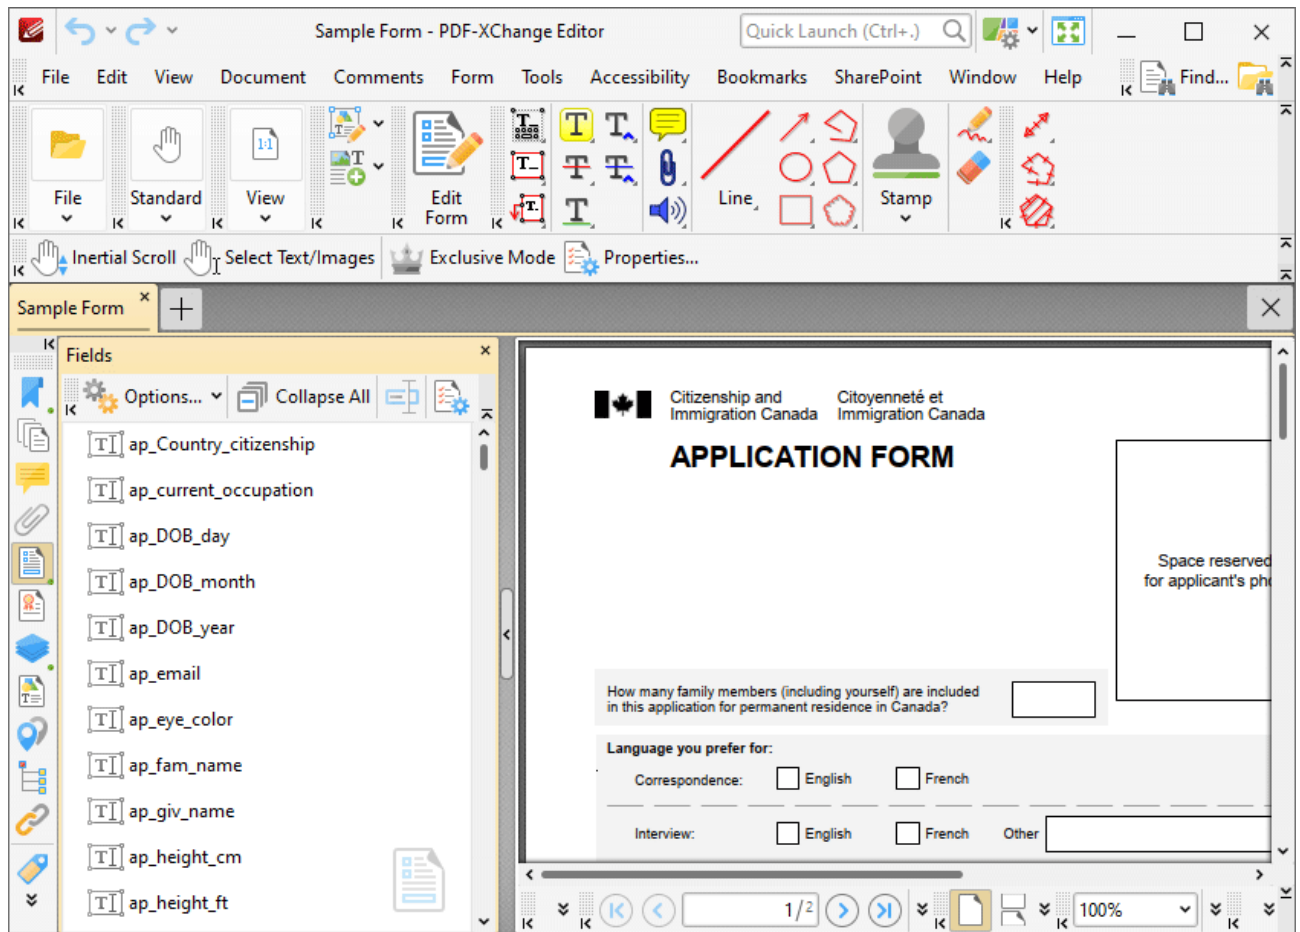 Sample Form - PDF-XChange Editor
Quick Launch (Ctrl+.)
File Edit View Document Comments Form Tools Accessibility Bookmarks SharePoint Window Help Find...
File
Standard
1:1
View
Edit
Form
Line
Stamp
Inertial Scroll Select Text/Images Exclusive Mode Properties...
Sample Form
Fields
Options... Collapse All
ap_Country_citizenship
ap_current_occupation
ap_DOB_day
ap_DOB_month
ap_DOB_year
ap_email
ap_eye_color
ap_fam_name
ap_giv_name
ap_height_cm
ap_height_ft
Citizenship and Citoyenneté et
Immigration Canada Immigration Canada
APPLICATION FORM
Space reserved
for applicant's pho
How many family members (including yourself) are included
in this application for permanent residence in Canada?
Language you prefer for:
Correspondence: English French
Interview: English French Other
1/2
100%